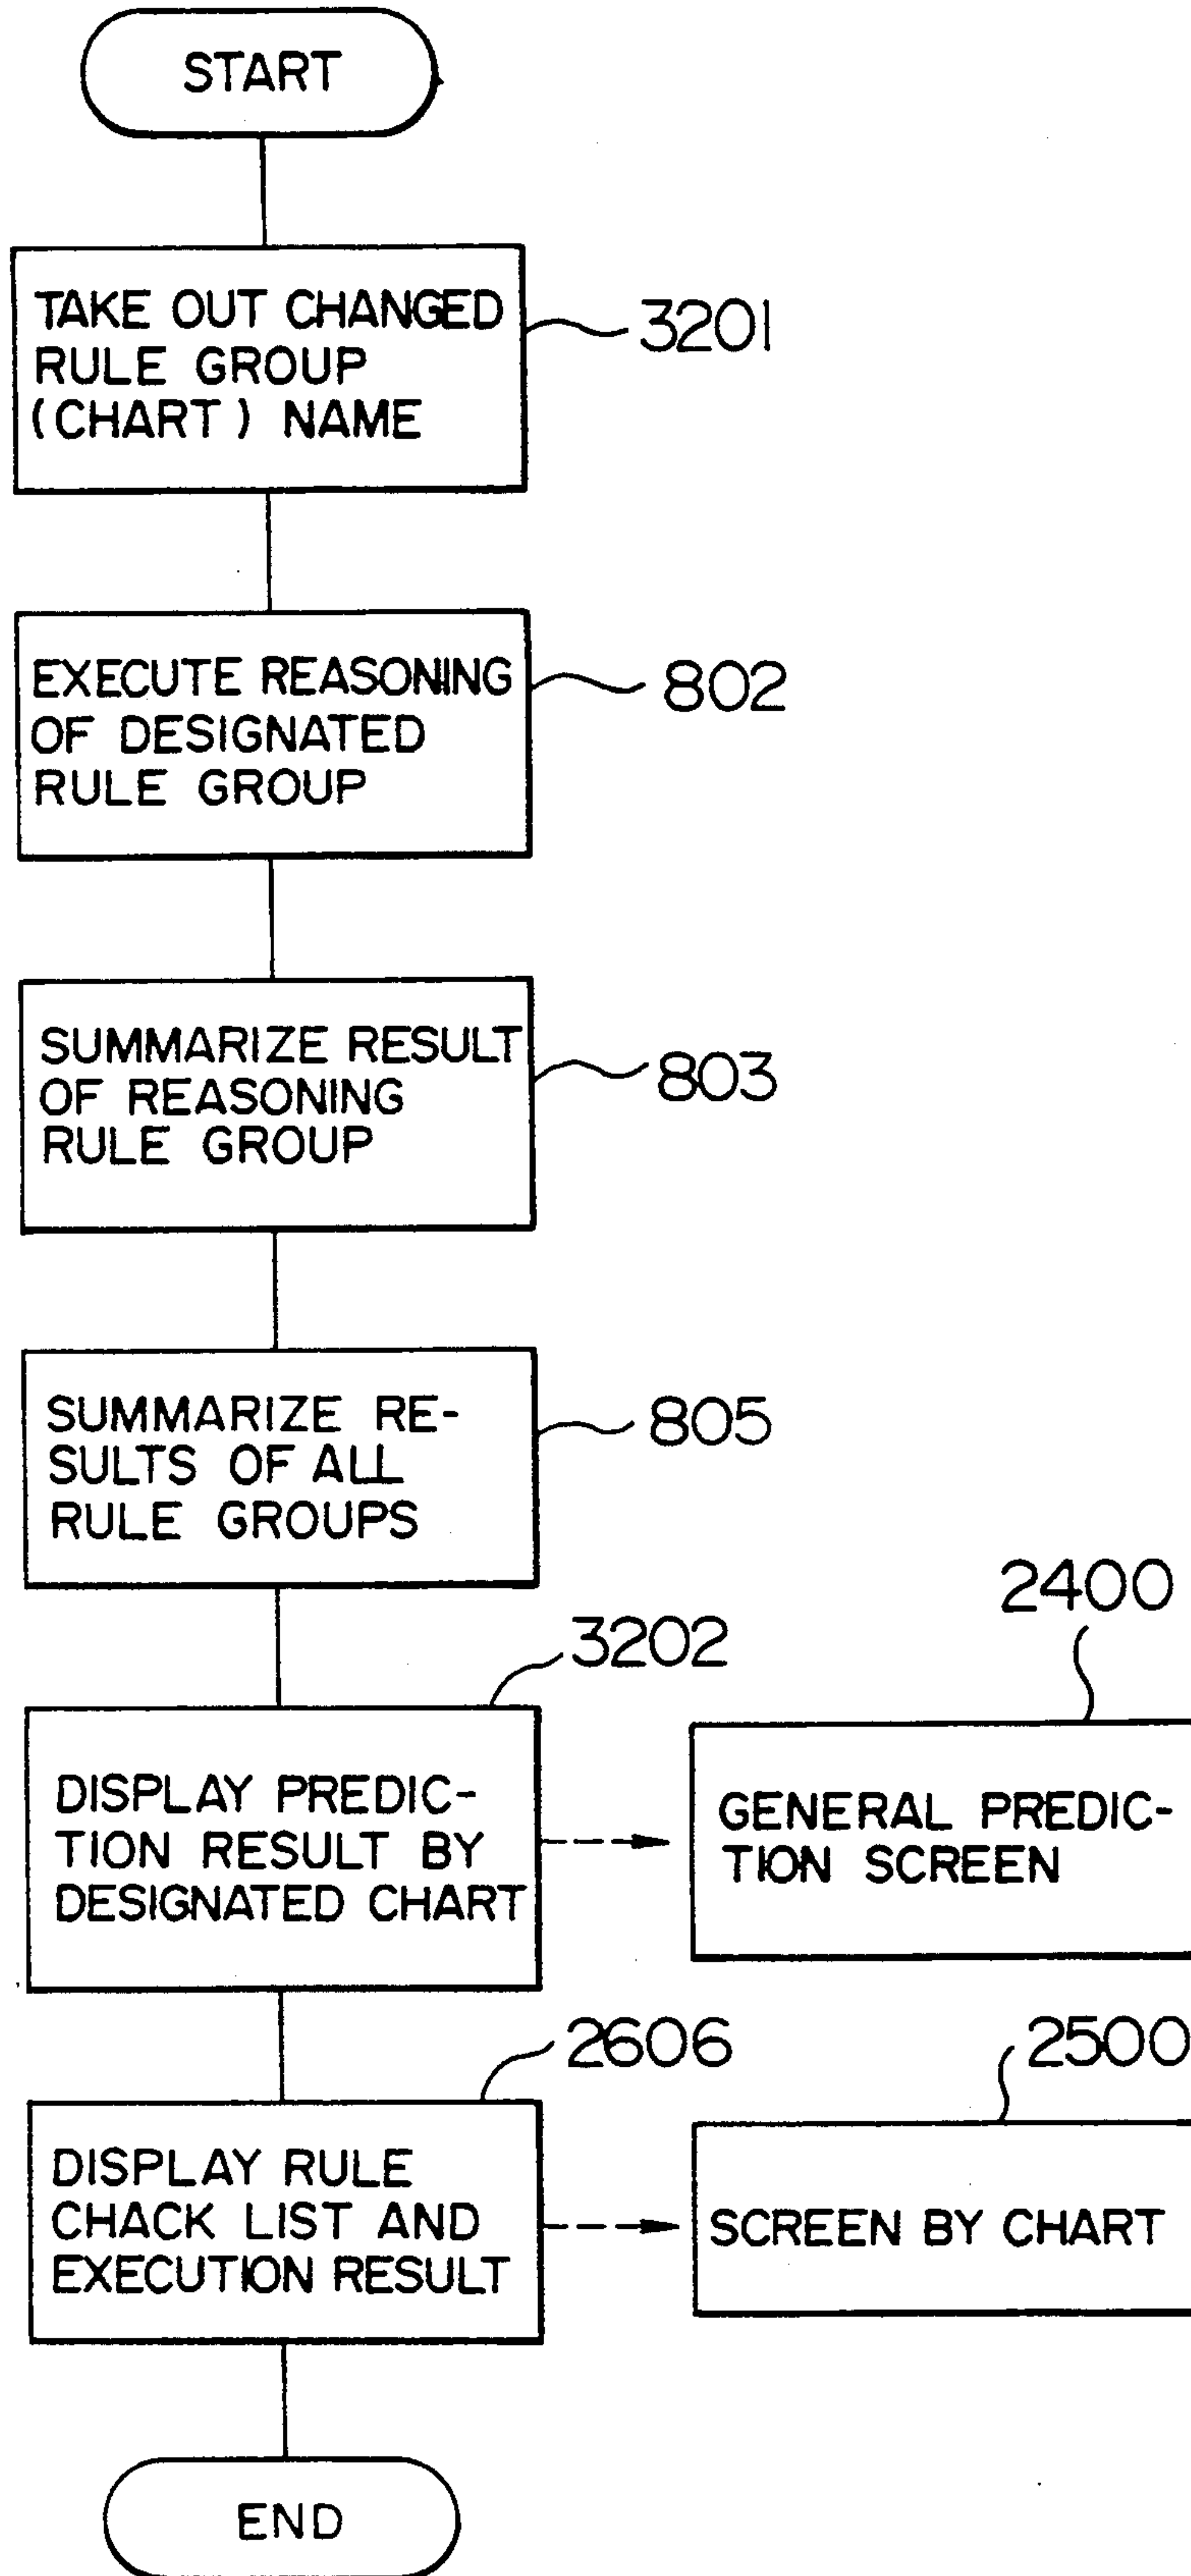 START
TAKE OUT CHANGED
RULE GROUP
(CHART) NAME
3201
EXECUTE REASONING
OF DESIGNATED
RULE GROUP
802
SUMMARIZE RESULT
OF REASONING
RULE GROUP
803
SUMMARIZE RE-
SULTS OF ALL
RULE GROUPS
805
3202
DISPLAY PREDIC-
TION RESULT BY
DESIGNATED CHART
2400
GENERAL PREDIC-
TION SCREEN
2606
DISPLAY RULE
CHACK LIST AND
EXECUTION RESULT
2500
SCREEN BY CHART
END